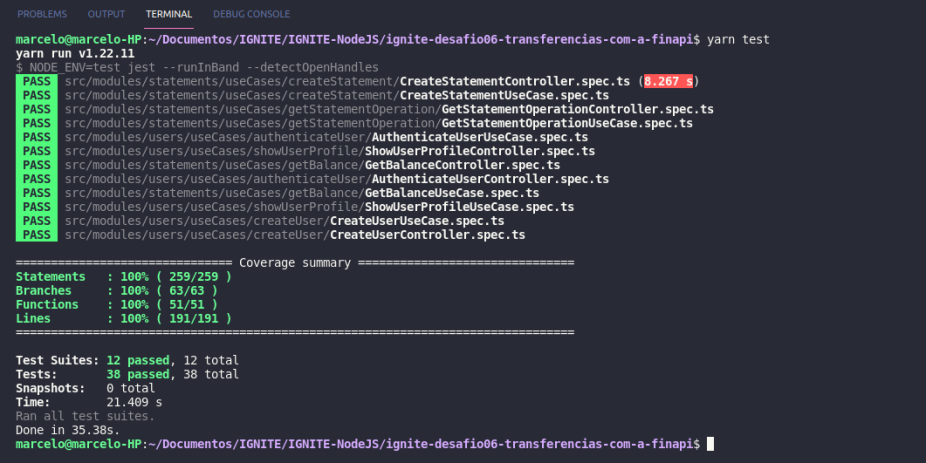 PROBLEMS OUTPUT TERMINAL DEBUG CONSOLE
marcelo@marcelo-HP:~/Documentos/IGNITE/IGNITE-NodeJS/ignite-desafio06-transferencias-com-a-finapi$ yarn test
yarn run v1.22.11
$ NODE_ENV=test jest --runInBand --detectOpenHandles
PASS src/modules/statements/useCases/createStatement/CreateStatementController.spec.ts (8.267 s)
PASS src/modules/statements/useCases/createStatement/CreateStatementUseCase.spec.ts
PASS src/modules/statements/useCases/getStatementOperation/GetStatementOperationController.spec.ts
PASS src/modules/statements/useCases/getStatementOperation/GetStatementOperationUseCase.spec.ts
PASS src/modules/users/useCases/authenticateUser/AuthenticateUserUseCase.spec.ts
PASS src/modules/users/useCases/showUserProfile/ShowUserProfileController.spec.ts
PASS src/modules/statements/useCases/getBalance/GetBalanceController.spec.ts
PASS src/modules/users/useCases/authenticateUser/AuthenticateUserController.spec.ts
PASS src/modules/statements/useCases/getBalance/GetBalanceUseCase.spec.ts
PASS src/modules/users/useCases/showUserProfile/ShowUserProfileUseCase.spec.ts
PASS src/modules/users/useCases/createUser/CreateUserUseCase.spec.ts
PASS src/modules/users/useCases/createUser/CreateUserController.spec.ts
=============================== Coverage summary ===============================
Statements : 100% ( 259/259 )
Branches : 100% ( 63/63 )
Functions : 100% ( 51/51 )
Lines : 100% ( 191/191 )
================================================================================
Test Suites: 12 passed, 12 total
Tests: 38 passed, 38 total
Snapshots: 0 total
Time: 21.409 s
Ran all test suites.
Done in 35.38s.
marcelo@marcelo-HP:~/Documentos/IGNITE/IGNITE-NodeJS/ignite-desafio06-transferencias-com-a-finapi$